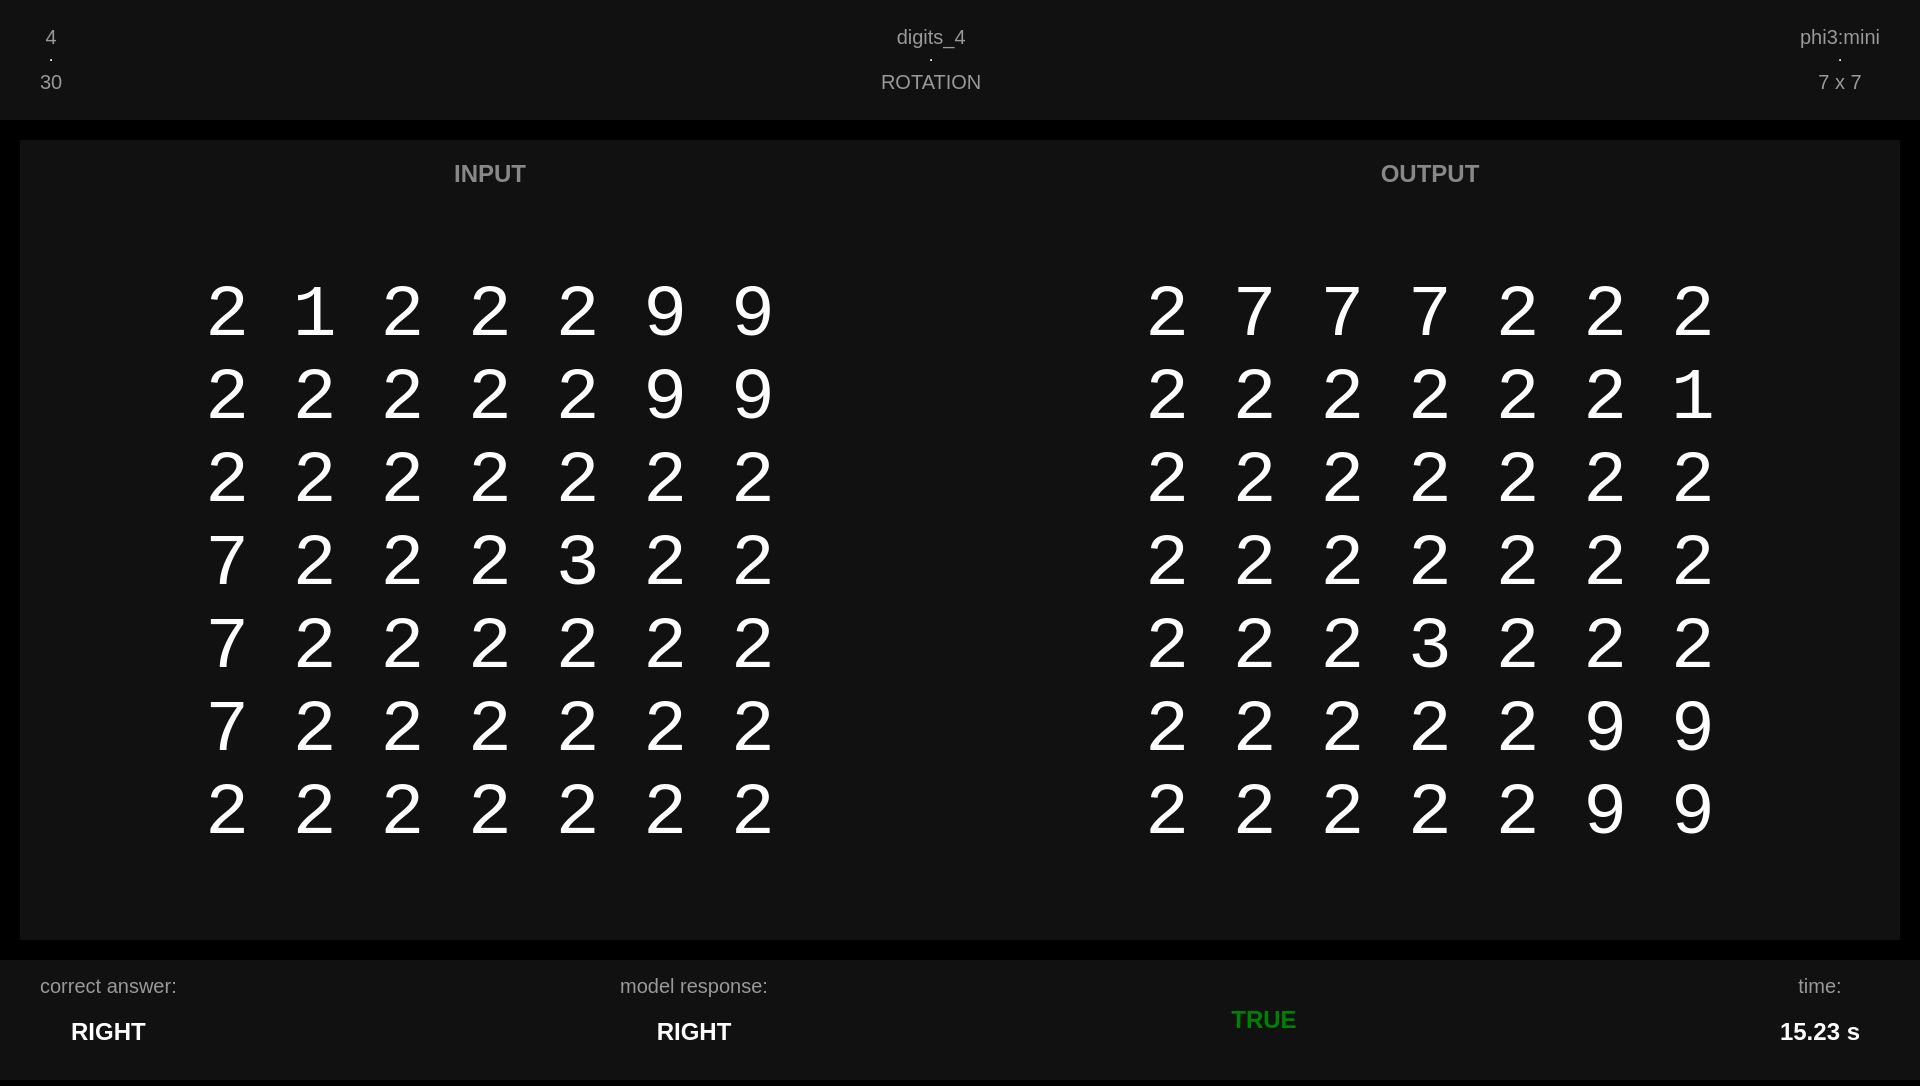 4
·
30
digits_4
·
ROTATION
phi3:mini
·
7 x 7
INPUT
2 1 2 2 2 9 9
2 2 2 2 2 9 9
2 2 2 2 2 2 2
7 2 2 2 3 2 2
7 2 2 2 2 2 2
7 2 2 2 2 2 2
2 2 2 2 2 2 2
OUTPUT
2 7 7 7 2 2 2
2 2 2 2 2 2 1
2 2 2 2 2 2 2
2 2 2 2 2 2 2
2 2 2 3 2 2 2
2 2 2 2 2 9 9
2 2 2 2 2 9 9
correct answer:
RIGHT
model response:
RIGHT
TRUE
time:
15.23 s